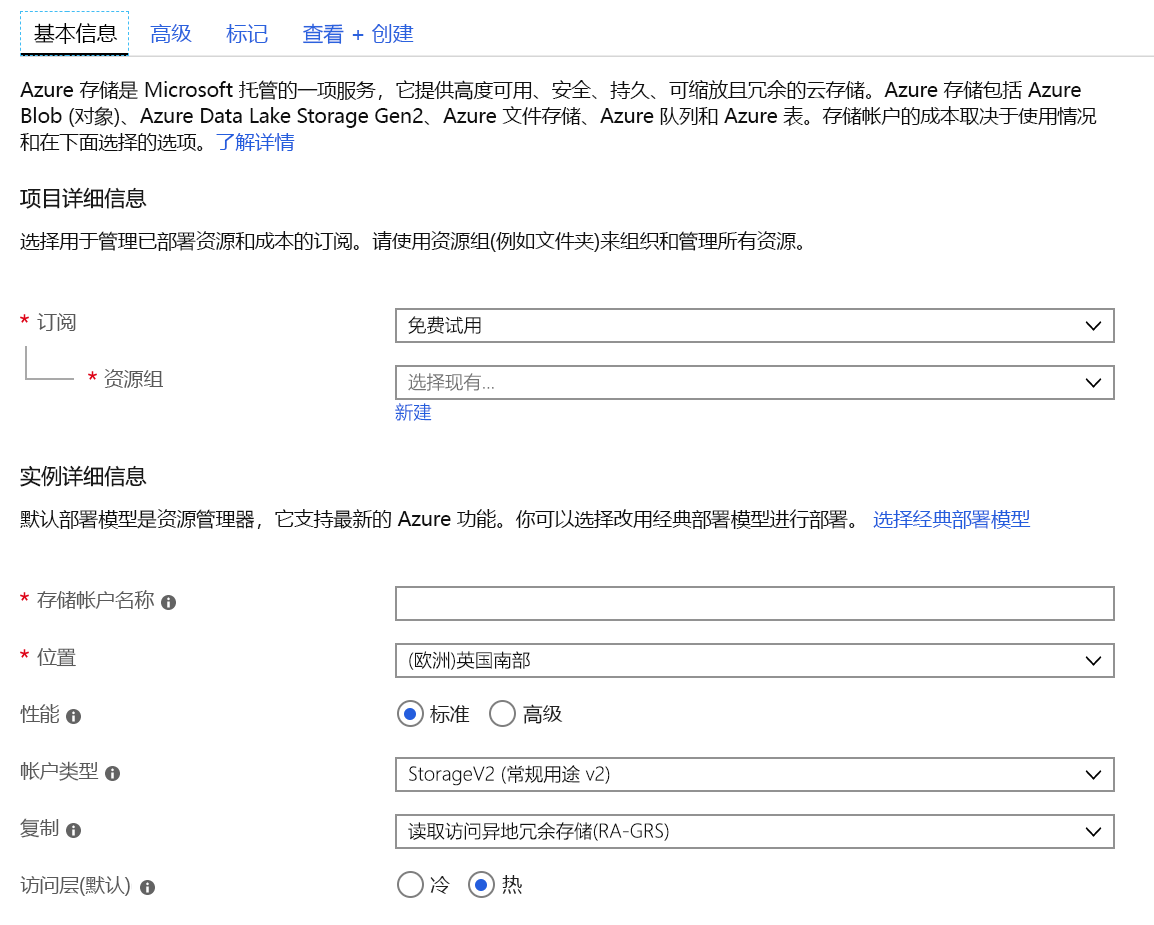 基本信息 高级 标记 查看 + 创建
Azure 存储是 Microsoft 托管的一项服务，它提供高度可用、安全、持久、可缩放且冗余的云存储。Azure 存储包括 Azure
Blob (对象)、Azure Data Lake Storage Gen2、Azure 文件存储、Azure 队列和 Azure 表。存储帐户的成本取决于使用情况
和在下面选择的选项。了解详情
项目详细信息
选择用于管理已部署资源和成本的订阅。请使用资源组(例如文件夹)来组织和管理所有资源。
* 订阅 免费试用
* 资源组 选择现有...
新建
实例详细信息
默认部署模型是资源管理器，它支持最新的 Azure 功能。你可以选择改用经典部署模型进行部署。 选择经典部署模型
* 存储帐户名称
* 位置 (欧洲)英国南部
性能 标准 高级
帐户类型 StorageV2 (常规用途 v2)
复制 读取访问异地冗余存储(RA-GRS)
访问层(默认) 冷 热